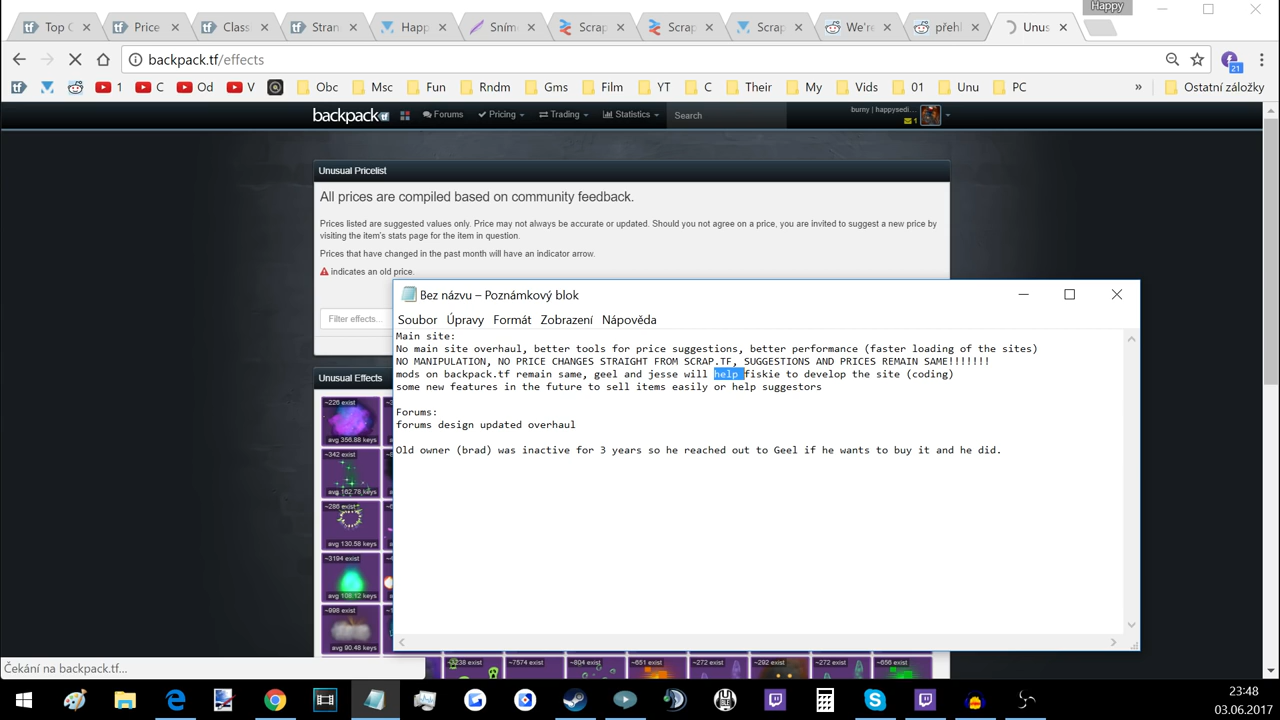 Happy
Top C
Price
Class
Stran
Happ
Sním
Scrap
Scrap
Scrap
We're
přehl
Unus
backpack.tf/effects
21
1
C
Od
Od
V
Obc
Msc
Fun
Rndm
Gms
Film
YT
C
Their
My
Vids
01
Unu
PC
»
Ostatní záložky
backpack.tf
Forums
Pricing
Trading
Statistics
Search
burny | happysedi...
1
Unusual Pricelist
All prices are compiled based on community feedback.
Prices listed are suggested values only. Price may not always be accurate or updated. Should you not agree on a price, you are invited to suggest a new price by
visiting the item's stats page for the item in question.
Prices that have changed in the past month will have an indicator arrow.
indicates an old price.
Filter effects...
Bez názvu – Poznámkový blok
Soubor Úpravy Formát Zobrazení Nápověda
Main site:
No main site overhaul, better tools for price suggestions, better performance (faster loading of the sites)
NO MANIPULATION, NO PRICE CHANGES STRAIGHT FROM SCRAP.TF, SUGGESTIONS AND PRICES REMAIN SAME!!!!!!!
mods on backpack.tf remain same, geel and jesse will help fiskie to develop the site (coding)
some new features in the future to sell items easily or help suggestors
Forums:
forums design updated overhaul
Old owner (brad) was inactive for 3 years so he reached out to Geel if he wants to buy it and he did.
Unusual Effects
~226 exist
avg 356.88 keys
~342 exist
avg 162.78 keys
~286 exist
avg 130.58 keys
~3194 exist
avg 108.12 keys
~998 exist
avg 90.48 keys
~3238 exist
~7574 exist
~804 exist
~651 exist
~272 exist
~292 exist
~272 exist
~656 exist
Čekání na backpack.tf...
23:48
03.06.2017